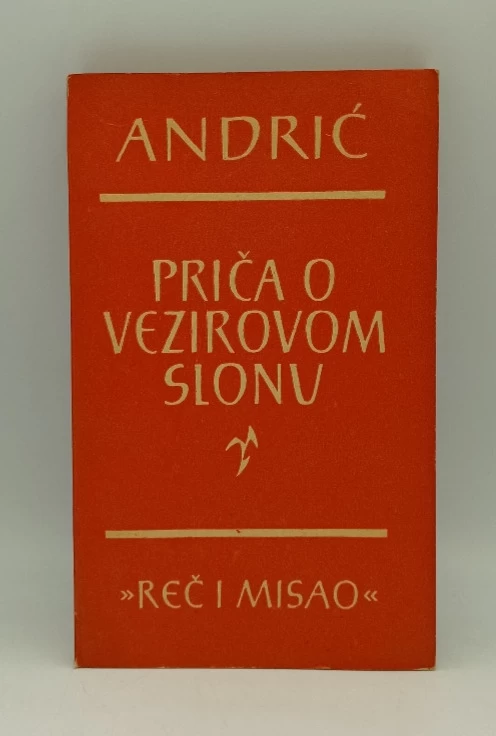 ANDRIĆ
PRIČA O
VEZIROVOM
SLONU
»REČ I MISAO«